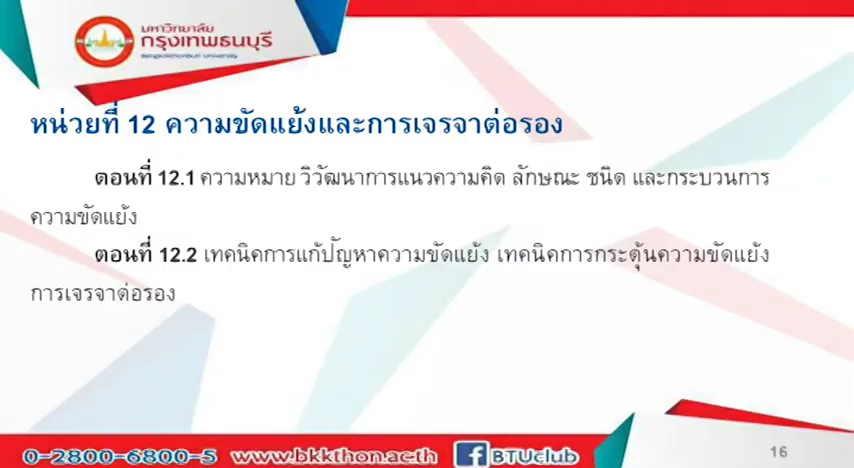 มหาวิทยาลัย
กรุงเทพธนบุรี
Bangkokthonburi University
หน่วยที่ 12 ความขัดแย้งและการเจรจาต่อรอง
ตอนที่ 12.1 ความหมาย วิวัฒนาการแนวความคิด ลักษณะ ชนิด และกระบวนการ
ความขัดแย้ง
ตอนที่ 12.2 เทคนิคการแก้ปัญหาความขัดแย้ง เทคนิคการกระตุ้นความขัดแย้ง
การเจรจาต่อรอง
0-2800-6800-5 www.bkkthon.ac.th f BTUclub
16